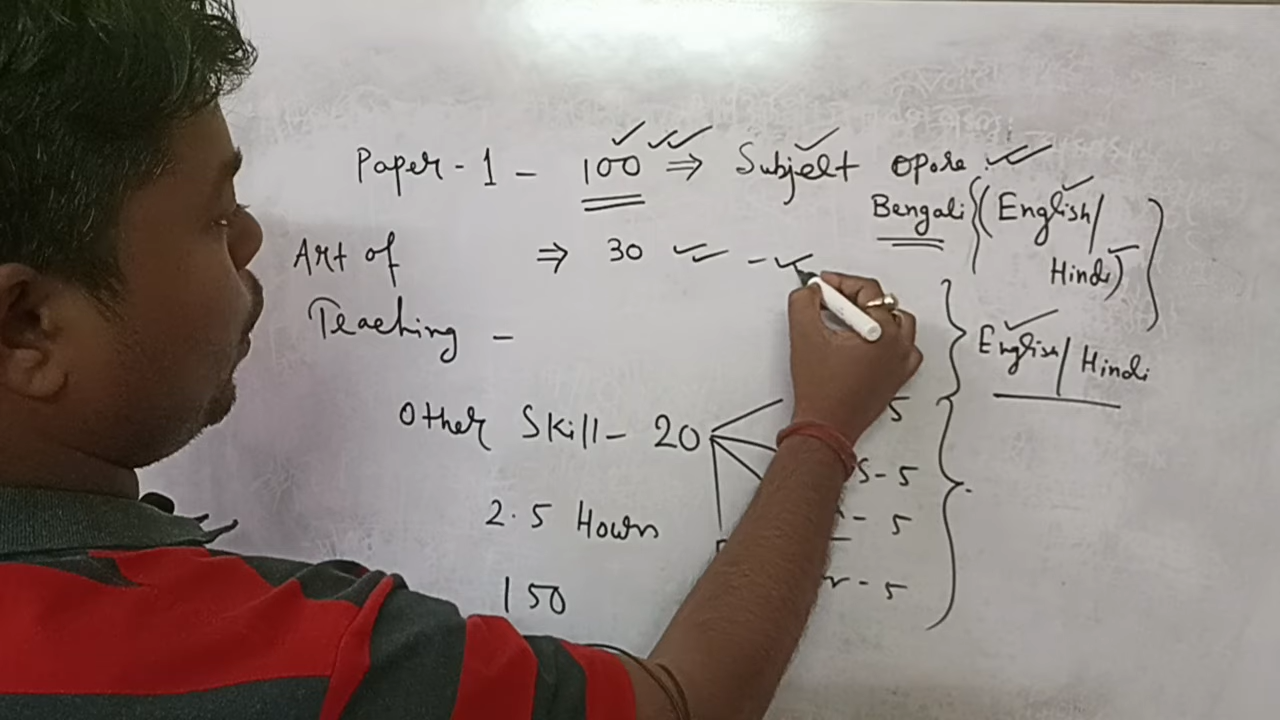 Paper - 1 - 100 ⇒ Subject opore
Bengali { (English/
Hindi)
Art of ⇒ 30 -
Teaching -
English/Hindi
Other Skill - 20
5
S - 5
2.5 Hours
- 5
150
r - 5